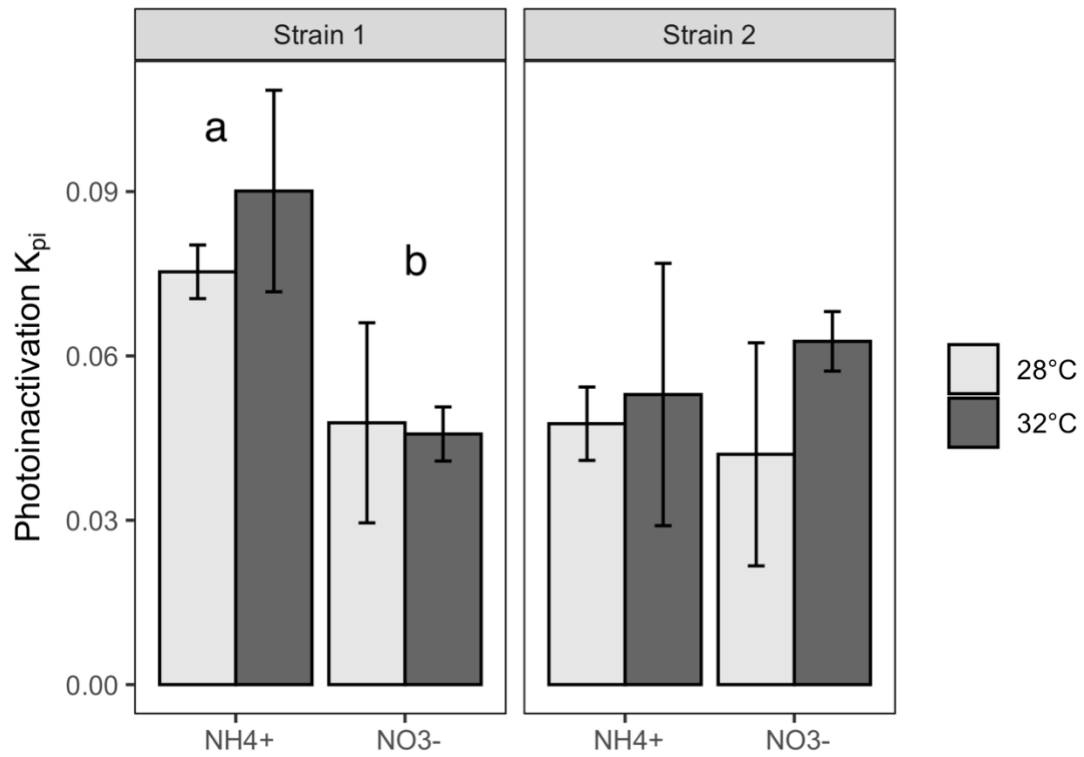 Strain 1
Strain 2
a
b
Photoinactivation Kpi
0.09
0.06
0.03
0.00
NH4+
NO3-
NH4+
NO3-
28°C
32°C